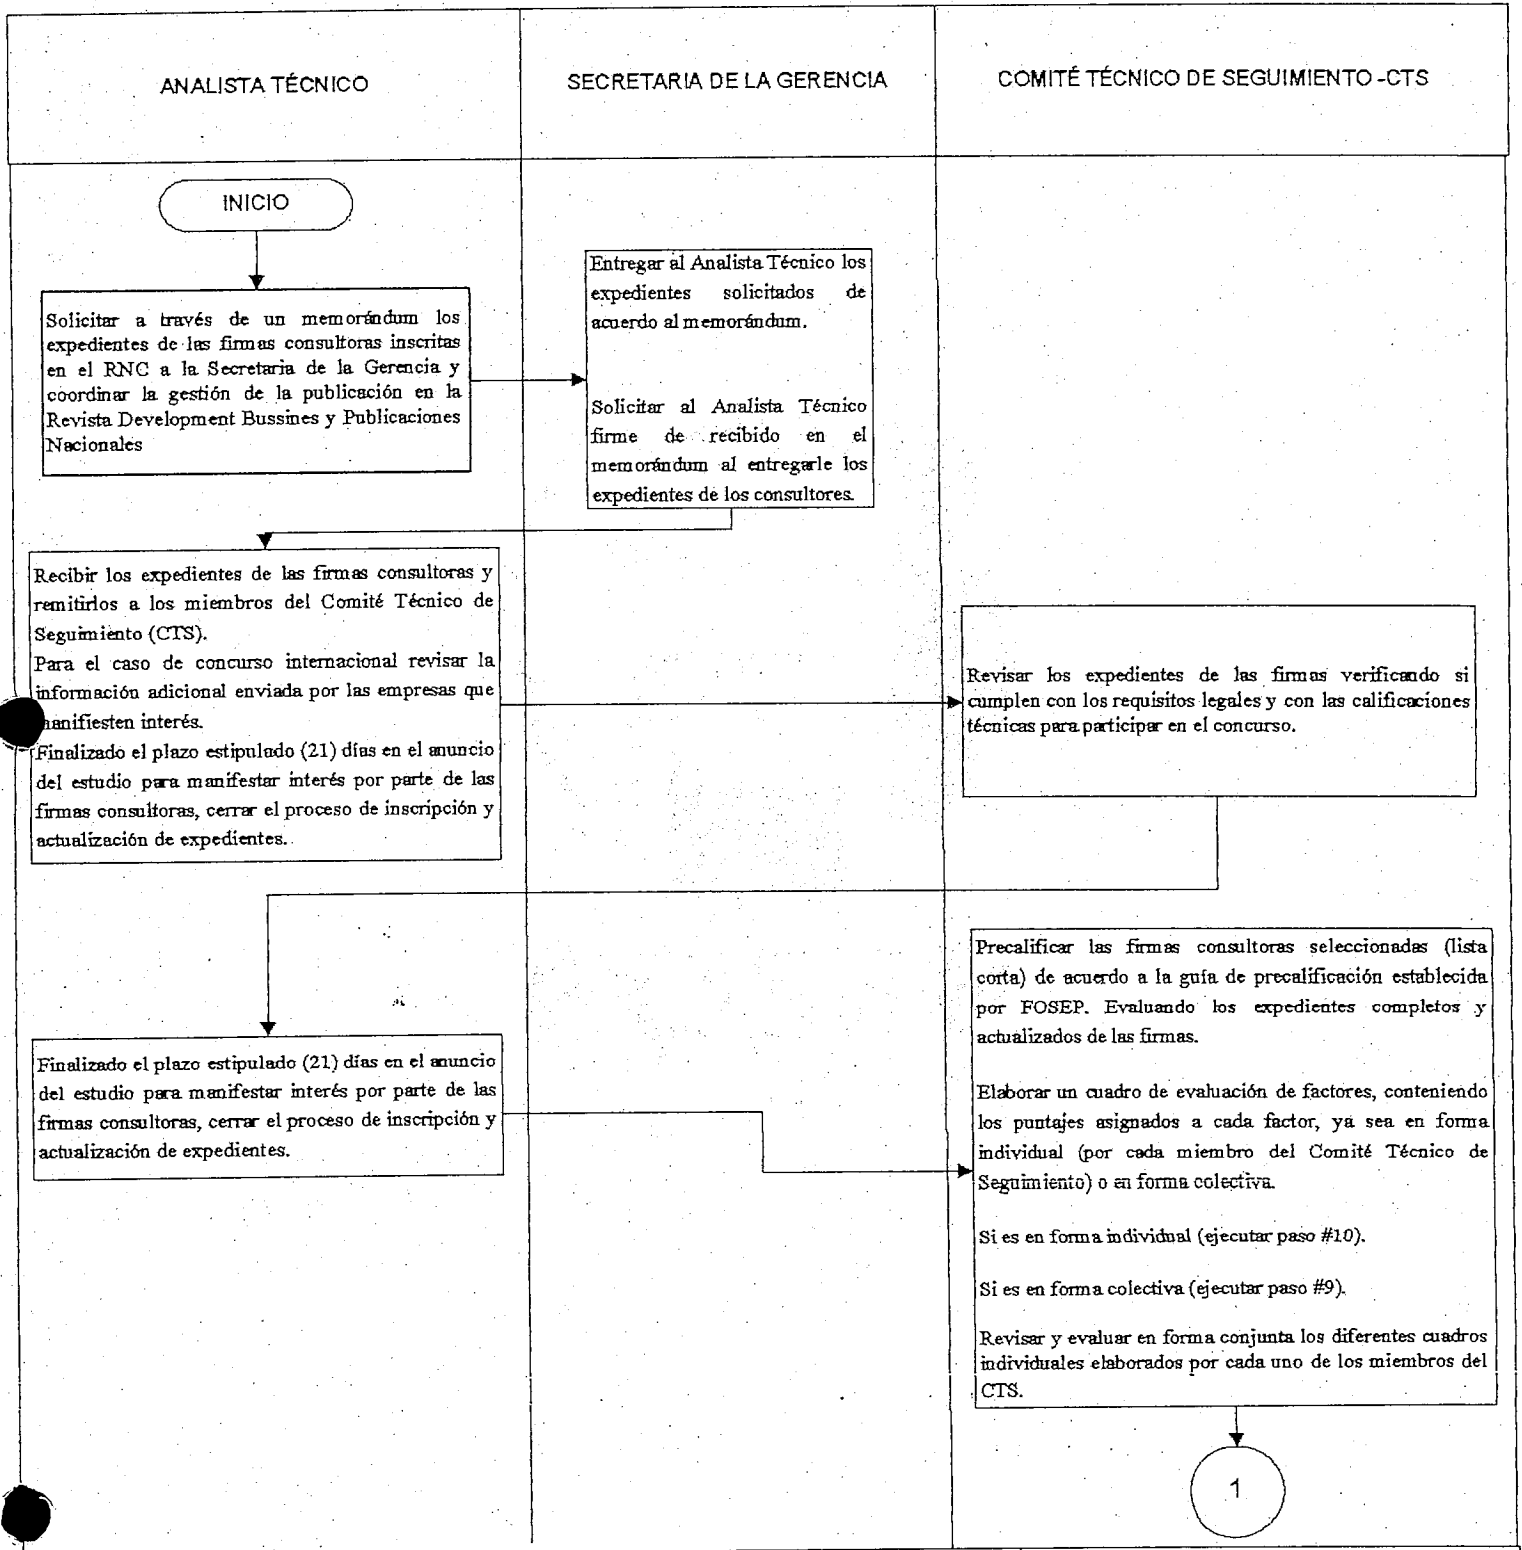 ANALISTA TÉCNICO
SECRETARIA DE LA GERENCIA
COMITÉ TÉCNICO DE SEGUIMIENTO -CTS
INICIO
Solicitar a través de un memorándum los
expedientes de las firmas consultoras inscritas
en el RNC a la Secretaria de la Gerencia y
coordinar la gestión de la publicación en la
Revista Development Bussines y Publicaciones
Nacionales
Entregar al Analista Técnico los
expedientes solicitados de
acuerdo al memorándum.
Solicitar al Analista Técnico
firme de recibido en el
memorándum al entregarle los
expedientes de los consultores.
Recibir los expedientes de las firmas consultoras y
remitirlos a los miembros del Comité Técnico de
Seguimiento (CTS).
Para el caso de concurso internacional revisar la
información adicional enviada por las empresas que
manifiesten interés.
Finalizado el plazo estipulado (21) días en el anuncio
del estudio para manifestar interés por parte de las
firmas consultoras, cerrar el proceso de inscripción y
actualización de expedientes.
Revisar los expedientes de las firmas verificando si
cumplen con los requisitos legales y con las calificaciones
técnicas para participar en el concurso.
Finalizado el plazo estipulado (21) días en el anuncio
del estudio para manifestar interés por parte de las
firmas consultoras, cerrar el proceso de inscripción y
actualización de expedientes.
Precalificar las firmas consultoras seleccionadas (lista
corta) de acuerdo a la guía de precalificación establecida
por FOSEP. Evaluando los expedientes completos y
actualizados de las firmas.
Elaborar un cuadro de evaluación de factores, conteniendo
los puntajes asignados a cada factor, ya sea en forma
individual (por cada miembro del Comité Técnico de
Seguimiento) o en forma colectiva.
Si es en forma individual (ejecutar paso #10).
Si es en forma colectiva (ejecutar paso #9).
Revisar y evaluar en forma conjunta los diferentes cuadros
individuales elaborados por cada uno de los miembros del
CTS.
1